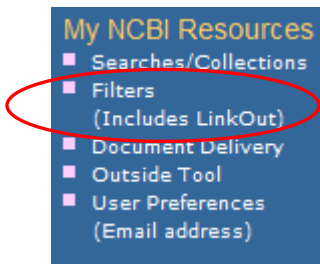 My NCBI Resources
Searches/Collections
Filters
(Includes LinkOut)
Document Delivery
Outside Tool
User Preferences
(Email address)